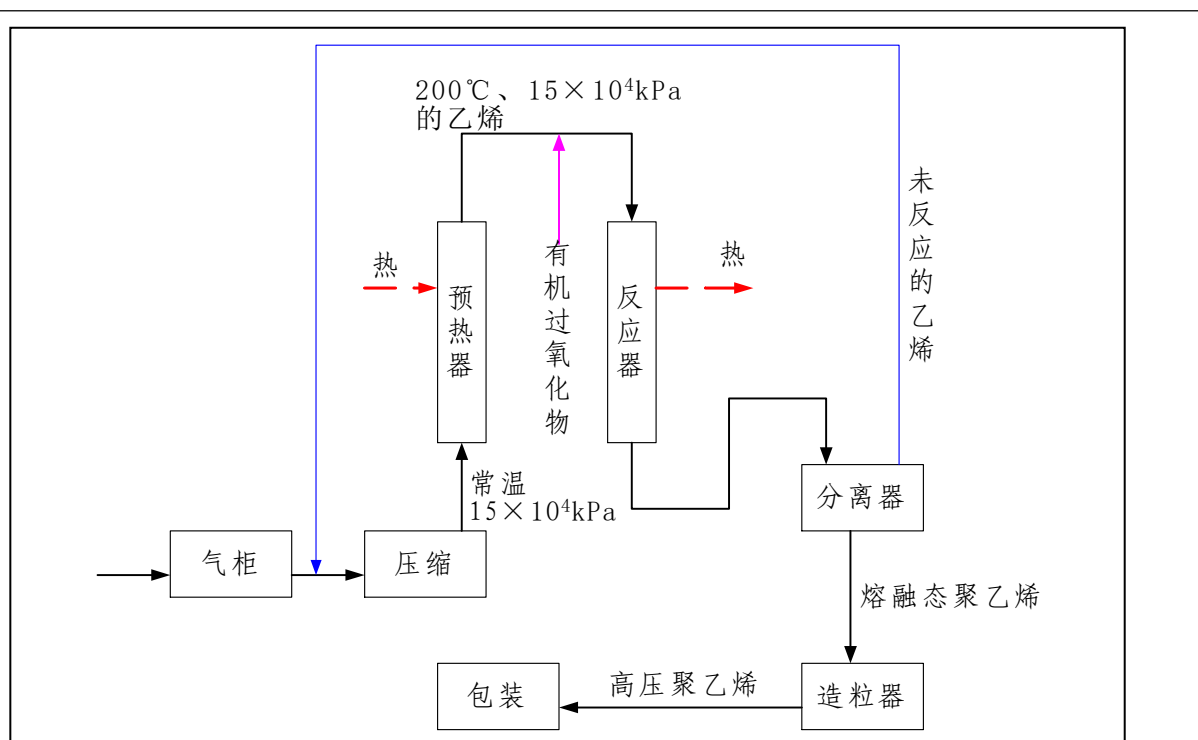 200℃、15×10⁴kPa
的乙烯
未反应的乙烯
热
预热器
有机过氧化物
反应器
热
常温
15×10⁴kPa
分离器
气柜
压缩
熔融态聚乙烯
包装
高压聚乙烯
造粒器